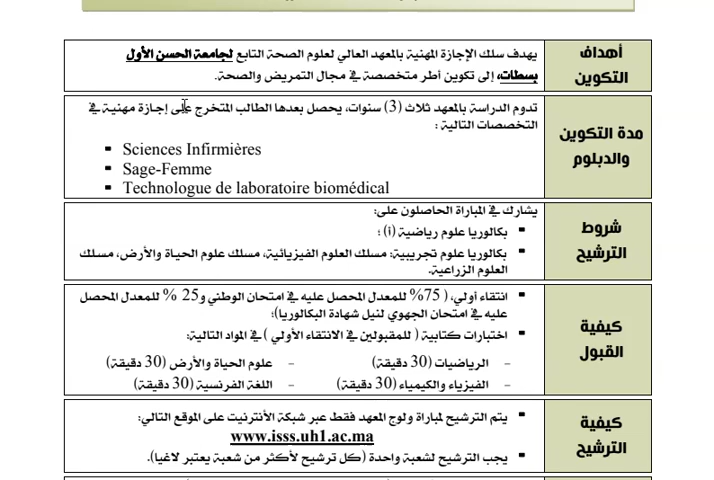 أهداف
التكوين
يهدف سلك الإجازة المهنية بالمعهد العالي لعلوم الصحة التابع لجامعة الحسن الأول
بسطات، إلى تكوين أطر متخصصة في مجال التمريض والصحة.
مدة التكوين
والدبلوم
تدوم الدراسة بالمعهد ثلاث (3) سنوات، يحصل بعدها الطالب المتخرج على إجازة مهنية في
التخصصات التالية :
▪ Sciences Infirmières
▪ Sage-Femme
▪ Technologue de laboratoire biomédical
شروط
الترشيح
يشارك في المباراة الحاصلون على:
▪ بكالوريا علوم رياضية (أ) ؛
▪ بكالوريا علوم تجريبية: مسلك العلوم الفيزيائية، مسلك علوم الحياة والأرض، مسلك
العلوم الزراعية.
كيفية
القبول
▪ انتقاء أولي، ( 75% للمعدل المحصل عليه في امتحان الوطني و25 % للمعدل المحصل
عليه في امتحان الجهوي لنيل شهادة البكالوريا)؛
▪ اختبارات كتابية ( للمقبولين في الانتقاء الأولي ) في المواد التالية:
- الرياضيات (30 دقيقة) - علوم الحياة والأرض (30 دقيقة)
- الفيزياء والكيمياء (30 دقيقة) - اللغة الفرنسية (30 دقيقة)
كيفية
الترشيح
▪ يتم الترشيح لمباراة ولوج المعهد فقط عبر شبكة الأنترنيت على الموقع التالي:
www.isss.uh1.ac.ma
▪ يجب الترشيح لشعبة واحدة (كل ترشيح لأكثر من شعبة يعتبر لاغيا).